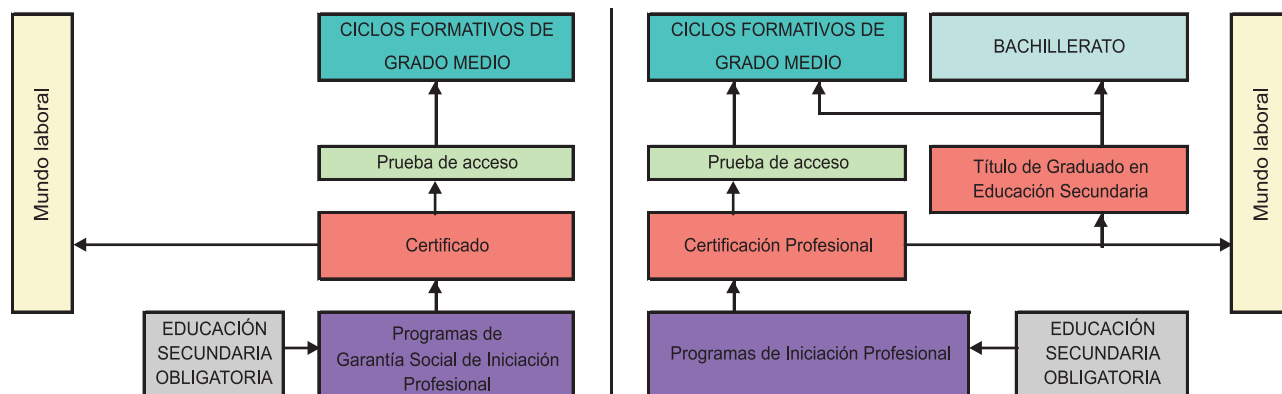 Mundo laboral
CICLOS FORMATIVOS DE
GRADO MEDIO
Prueba de acceso
Certificado
EDUCACIÓN
SECUNDARIA
OBLIGATORIA
Programas de
Garantía Social de Iniciación
Profesional
CICLOS FORMATIVOS DE
GRADO MEDIO
BACHILLERATO
Prueba de acceso
Título de Graduado en
Educación Secundaria
Certificación Profesional
Programas de Iniciación Profesional
EDUCACIÓN
SECUNDARIA
OBLIGATORIA
Mundo laboral